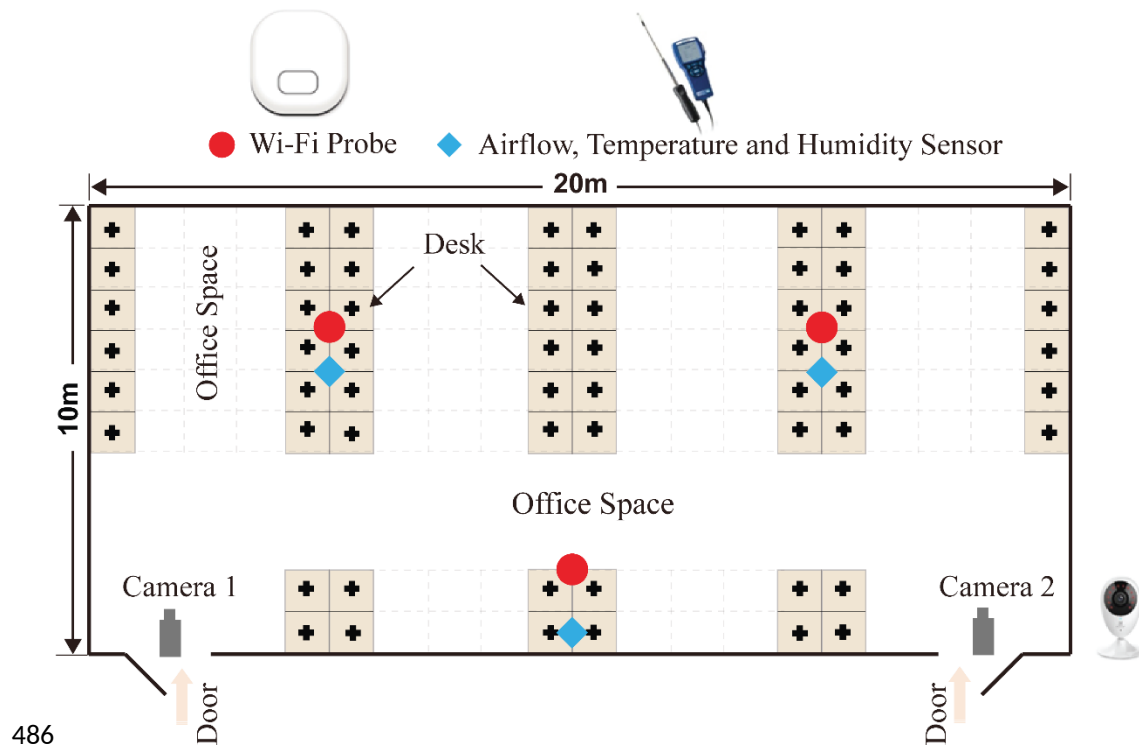 Wi-Fi Probe
Airflow, Temperature and Humidity Sensor
20m
10m
Office Space
Desk
Office Space
Camera 1
Camera 2
Door
Door
486